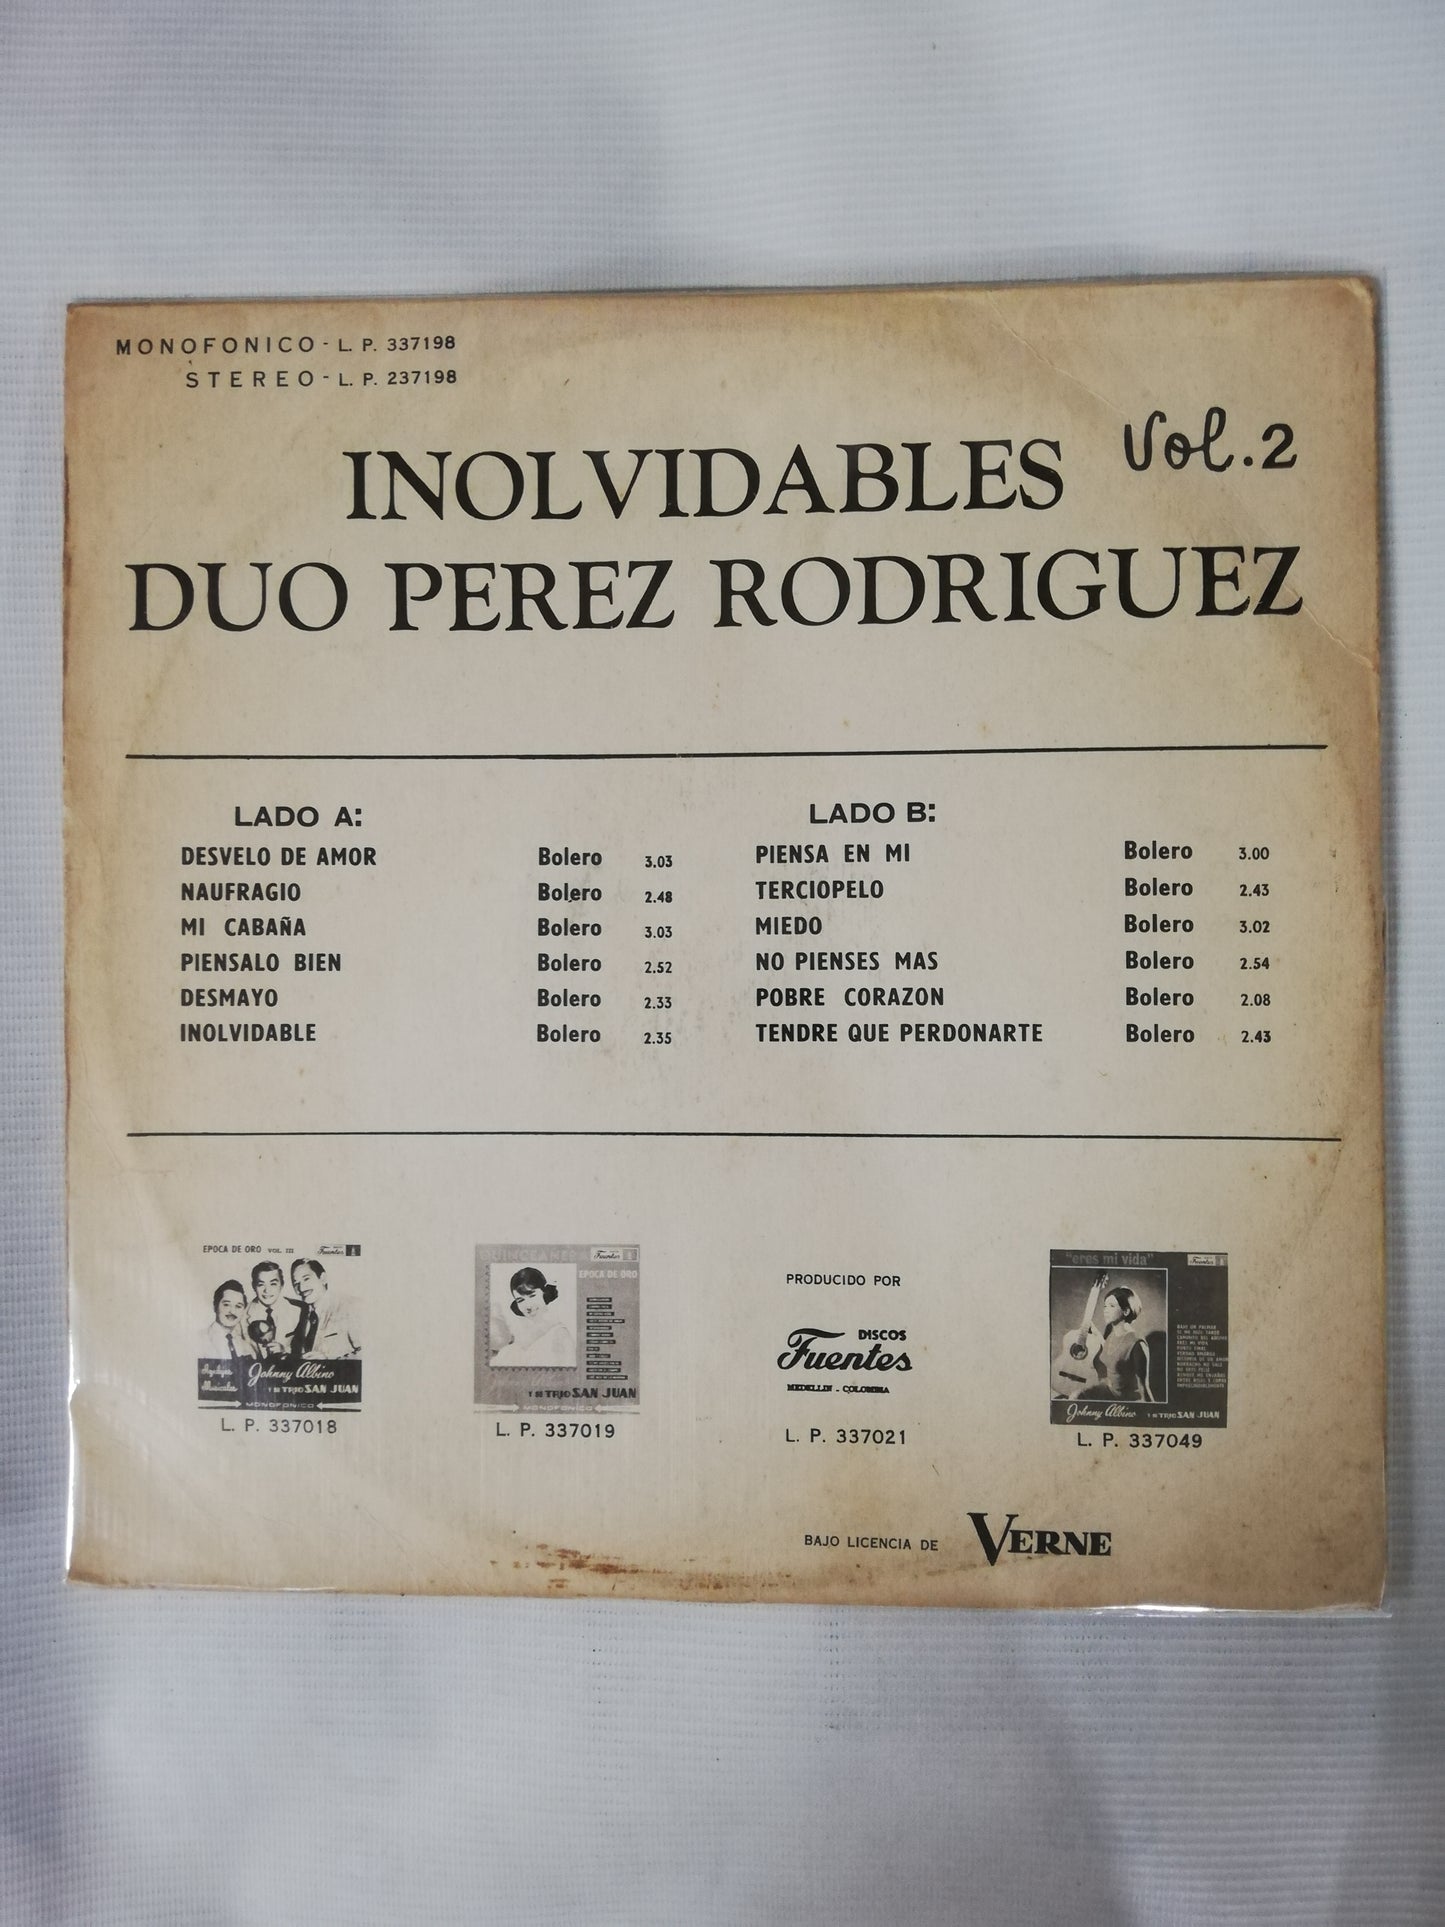 MONOFONICO - L. P. 337198
STEREO - L. P. 237198
INOLVIDABLES Vol. 2
DUO PEREZ RODRIGUEZ
LADO A:
DESVELO DE AMOR Bolero 3.03
NAUFRAGIO Bolero 2.48
MI CABAÑA Bolero 3.03
PIENSALO BIEN Bolero 2.52
DESMAYO Bolero 2.33
INOLVIDABLE Bolero 2.35
LADO B:
PIENSA EN MI Bolero 3.00
TERCIOPELO Bolero 2.43
MIEDO Bolero 3.02
NO PIENSES MAS Bolero 2.54
POBRE CORAZON Bolero 2.08
TENDRE QUE PERDONARTE Bolero 2.43
EPOCA DE ORO VOL. III Fuentes
Johnny Albino
Y SU TRIO SAN JUAN
MONOFONICO
L. P. 337018
QUINCEAÑERA Fuentes
EPOCA DE ORO
Y SU TRIO SAN JUAN
MONOFONICO
L. P. 337019
PRODUCIDO POR
DISCOS
Fuentes
MEDELLIN - COLOMBIA
L. P. 337021
"eres mi vida" Fuentes
Johnny Albino Y SU TRIO SAN JUAN
L. P. 337049
BAJO LICENCIA DE VERNE